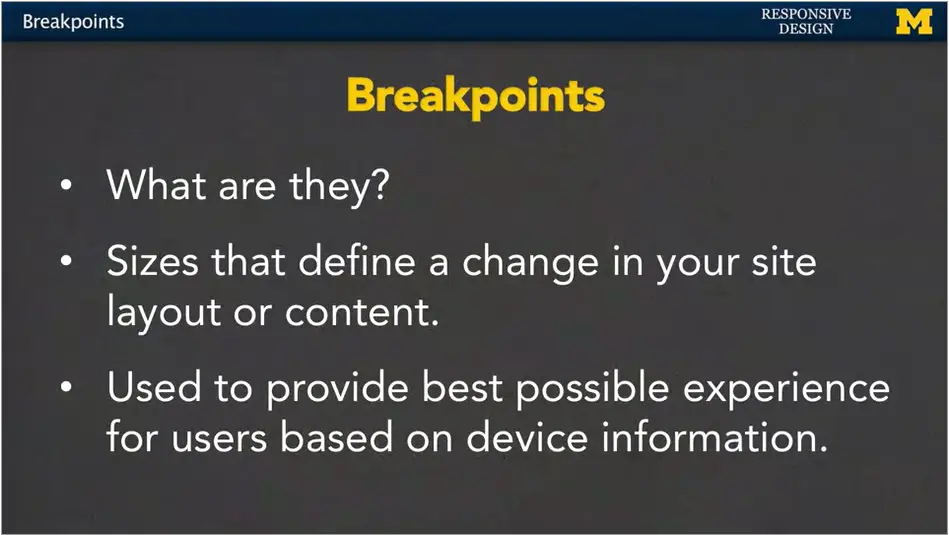 Breakpoints
RESPONSIVE
DESIGN
M
Breakpoints
• What are they?
• Sizes that define a change in your site
layout or content.
• Used to provide best possible experience
for users based on device information.